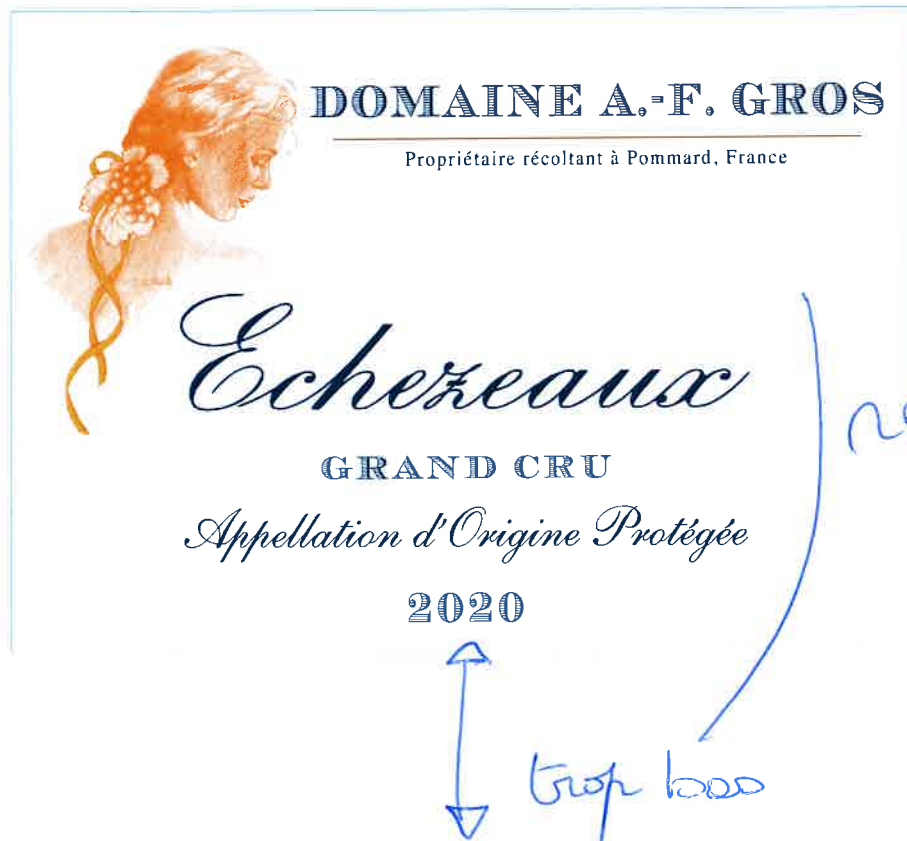 DOMAINE A.-F. GROS
Propriétaire récoltant à Pommard, France
Echezeaux
GRAND CRU
Appellation d'Origine Protégée
2020
trop bas